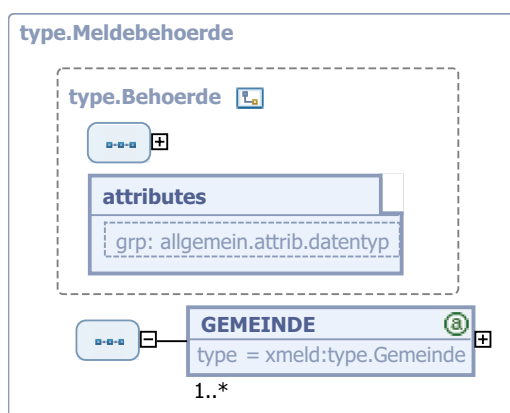 type.Meldebehoerde
type.Behoerde
attributes
grp: allgemein.attrib.datentyp
GEMEINDE @
type = xmeld:type.Gemeinde
1..*